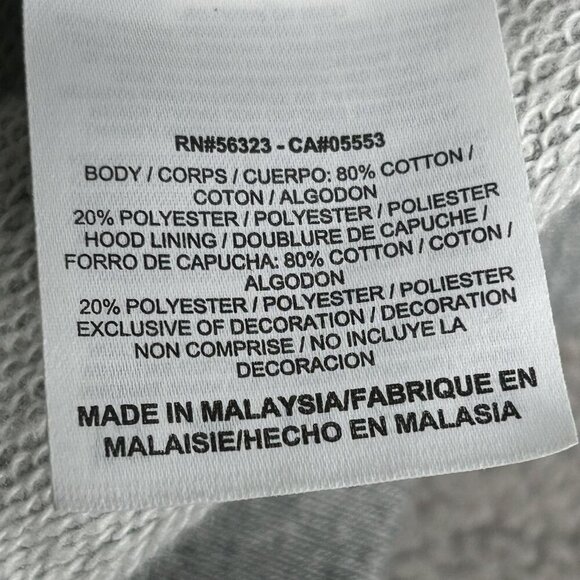 RN#56323 - CA#05553
BODY / CORPS / CUERPO: 80% COTTON /
COTON / ALGODON
20% POLYESTER / POLYESTER / POLIESTER
HOOD LINING / DOUBLURE DE CAPUCHE /
FORRO DE CAPUCHA: 80% COTTON / COTON /
ALGODON
20% POLYESTER / POLYESTER / POLIESTER
EXCLUSIVE OF DECORATION / DECORATION
NON COMPRISE / NO INCLUYE LA
DECORACION
MADE IN MALAYSIA/FABRIQUE EN
MALAISIE/HECHO EN MALASIA